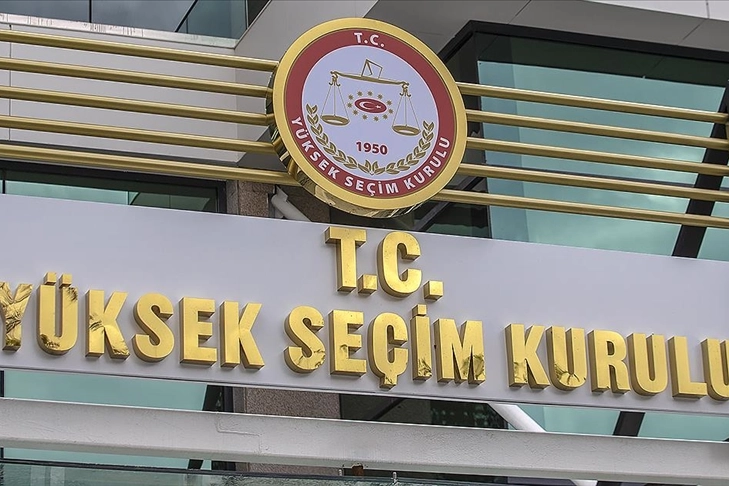 T.C.
1950
YÜKSEK SEÇİM KURULU
T.C.
YÜKSEK SEÇİM KURULU